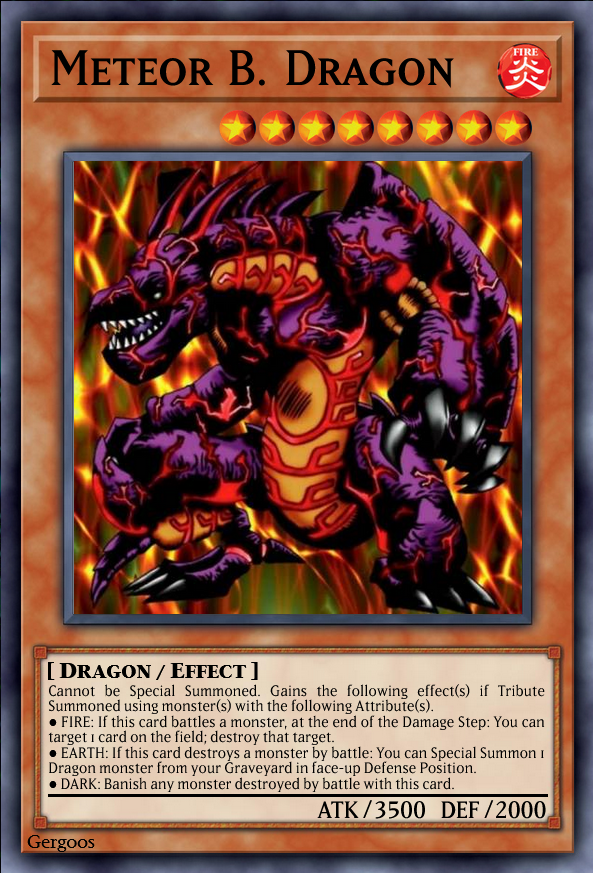 METEOR B. DRAGON
FIRE
炎
[ DRAGON / EFFECT ]
Cannot be Special Summoned. Gains the following effect(s) if Tribute
Summoned using monster(s) with the following Attribute(s).
● FIRE: If this card battles a monster, at the end of the Damage Step: You can
target 1 card on the field; destroy that target.
● EARTH: If this card destroys a monster by battle: You can Special Summon 1
Dragon monster from your Graveyard in face-up Defense Position.
● DARK: Banish any monster destroyed by battle with this card.
ATK/3500 DEF/2000
Gergoos